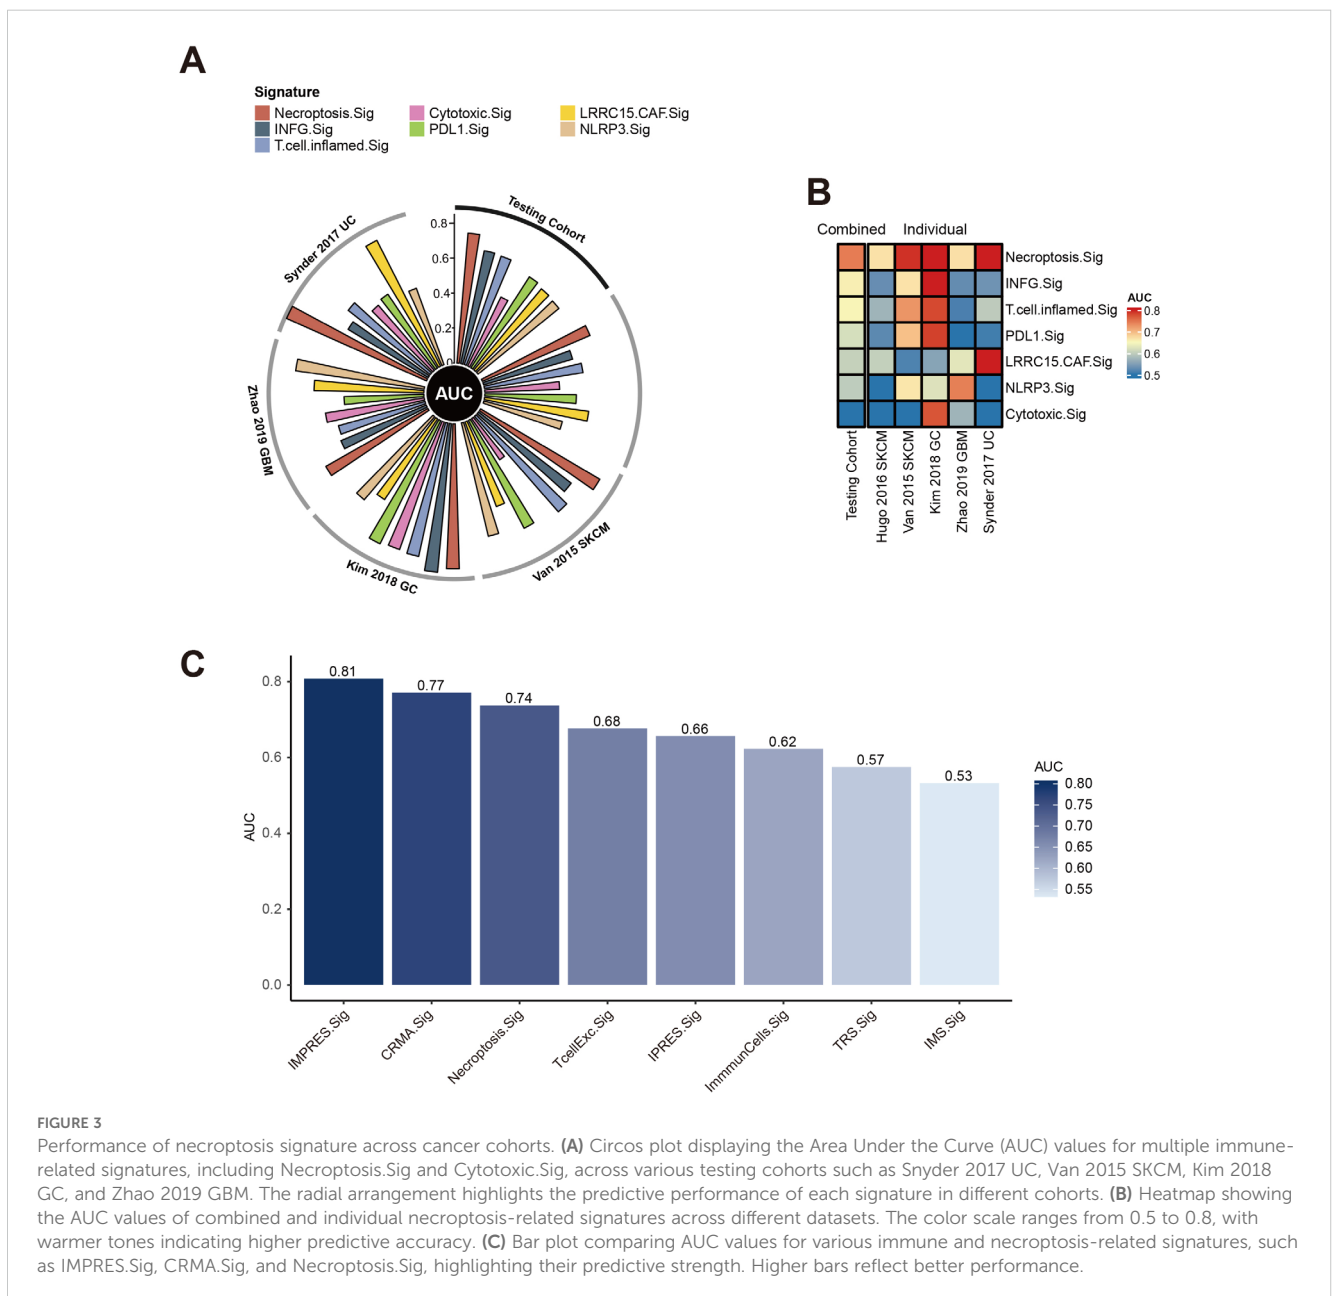 A
Signature
Necroptosis.Sig
Cytotoxic.Sig
LRRC15.CAF.Sig
INFG.Sig
PDL1.Sig
NLRP3.Sig
T.cell.inflamed.Sig
Testing Cohort
Synder 2017 UC
Zhao 2019 GBM
Kim 2018 GC
Van 2015 SKCM
0.8
0.6
0.4
0.2
0
AUC
B
Combined
Individual
Necroptosis.Sig
INFG.Sig
T.cell.inflamed.Sig
PDL1.Sig
LRRC15.CAF.Sig
NLRP3.Sig
Cytotoxic.Sig
Testing Cohort
Hugo 2016 SKCM
Van 2015 SKCM
Kim 2018 GC
Zhao 2019 GBM
Synder 2017 UC
AUC
0.8
0.7
0.6
0.5
C
AUC
0.8
0.6
0.4
0.2
0.0
0.81
0.77
0.74
0.68
0.66
0.62
0.57
0.53
IMPRES.Sig
CRMA.Sig
Necroptosis.Sig
TcellExc.Sig
IPRES.Sig
ImmmunCells.Sig
TRS.Sig
IMS.Sig
AUC
0.80
0.75
0.70
0.65
0.60
0.55
FIGURE 3
Performance of necroptosis signature across cancer cohorts. (A) Circos plot displaying the Area Under the Curve (AUC) values for multiple immune-
related signatures, including Necroptosis.Sig and Cytotoxic.Sig, across various testing cohorts such as Snyder 2017 UC, Van 2015 SKCM, Kim 2018
GC, and Zhao 2019 GBM. The radial arrangement highlights the predictive performance of each signature in different cohorts. (B) Heatmap showing
the AUC values of combined and individual necroptosis-related signatures across different datasets. The color scale ranges from 0.5 to 0.8, with
warmer tones indicating higher predictive accuracy. (C) Bar plot comparing AUC values for various immune and necroptosis-related signatures, such
as IMPRES.Sig, CRMA.Sig, and Necroptosis.Sig, highlighting their predictive strength. Higher bars reflect better performance.